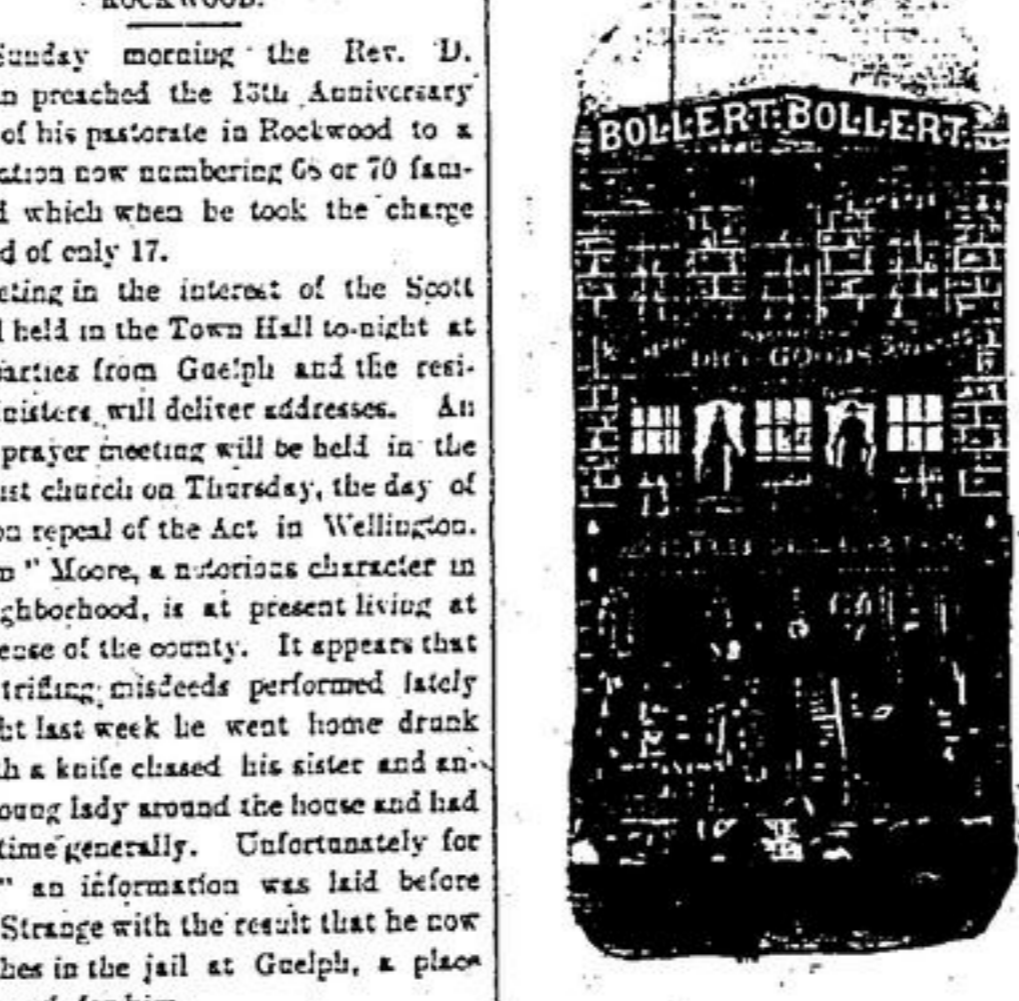 ROCKWOOD.
Sunday morning the Rev. D.
n preached the 13th Anniversary
of his pastorate in Rockwood to a
ation now numbering 68 or 70 fam-
d which when he took the charge
d of only 17.
eting in the interest of the Scott
l held in the Town Hall to-night at
parties from Guelph and the resi-
nisters will deliver addresses. An
prayer meeting will be held in the
ist church on Thursday, the day of
on repeal of the Act in Wellington.
n " Moore, a notorious character in
ghborhood, is at present living at
ense of the county. It appears that
trifling misdeeds performed lately
ht last week he went home drunk
th a knife chased his sister and an-
oung lady around the house and had
time generally. Unfortunately for
" an information was laid before
Strange with the result that he now
hes in the jail at Guelph, a place
for him
BOLLERT. BOLLERT.
DRY GOODS